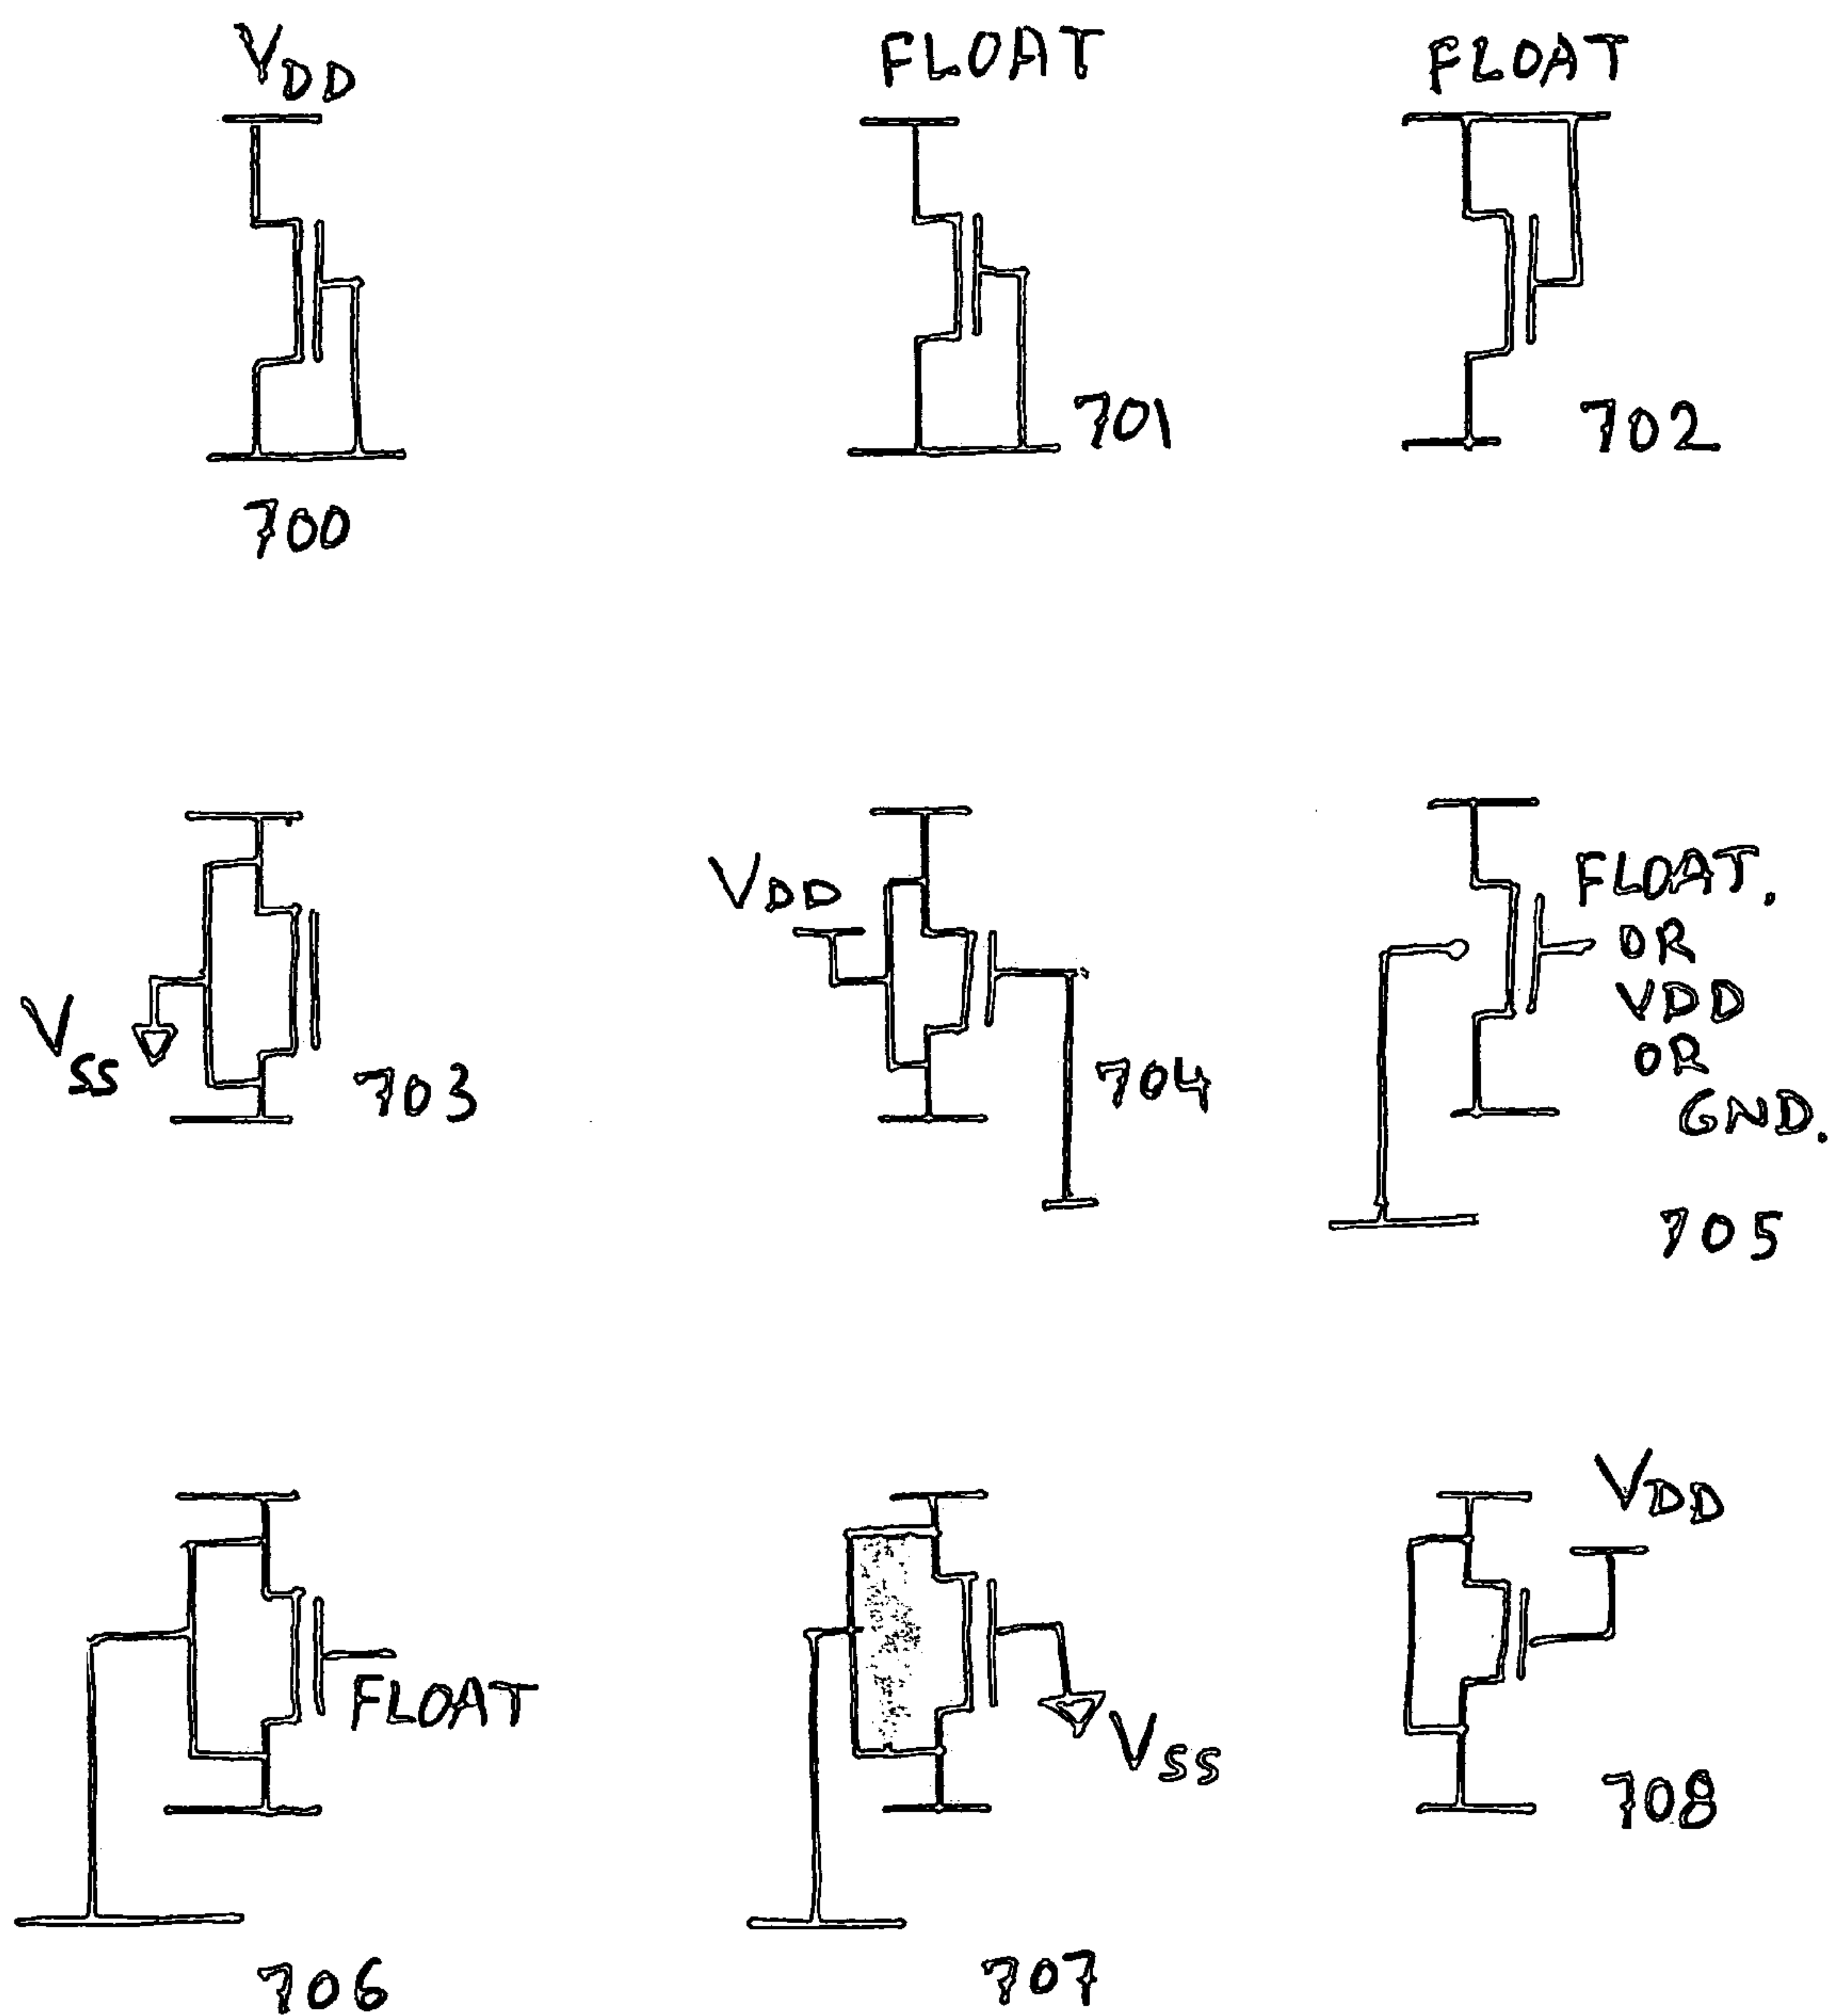 VDD
FLOAT
FLOAT
700
701
702
VSS
703
VDD
704
FLOAT.
OR
VDD
OR
GND.
705
FLOAT
706
VSS
707
VDD
708